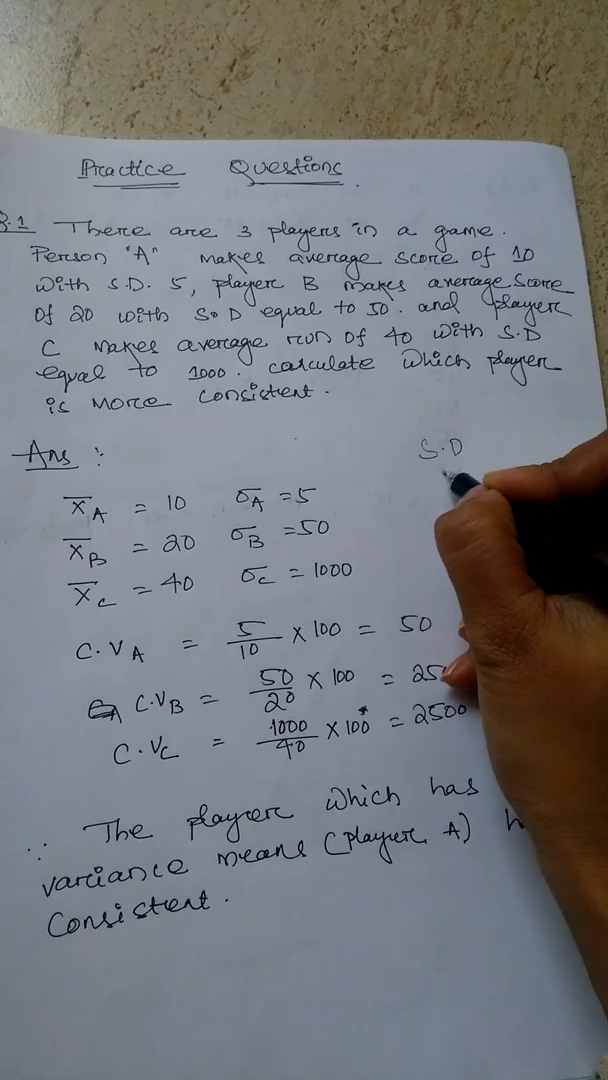 Practice Questions.
Q.1 There are 3 players in a game.
Person "A" makes average score of 10
with S.D. 5, player B makes average score
of 20 with S.D equal to 50. and player
C makes average run of 40 with S.D
equal to 1000. calculate which player
is more consistent.
Ans :
S.D
x̄A = 10 σA = 5
x̄B = 20 σB = 50
x̄c = 40 σc = 1000
C.VA = 5/10 × 100 = 50
C.VB = 50/20 × 100 = 25
C.Vc = 1000/40 × 100 = 2500
∴ The player which has
variance means (player A) h
consistent.